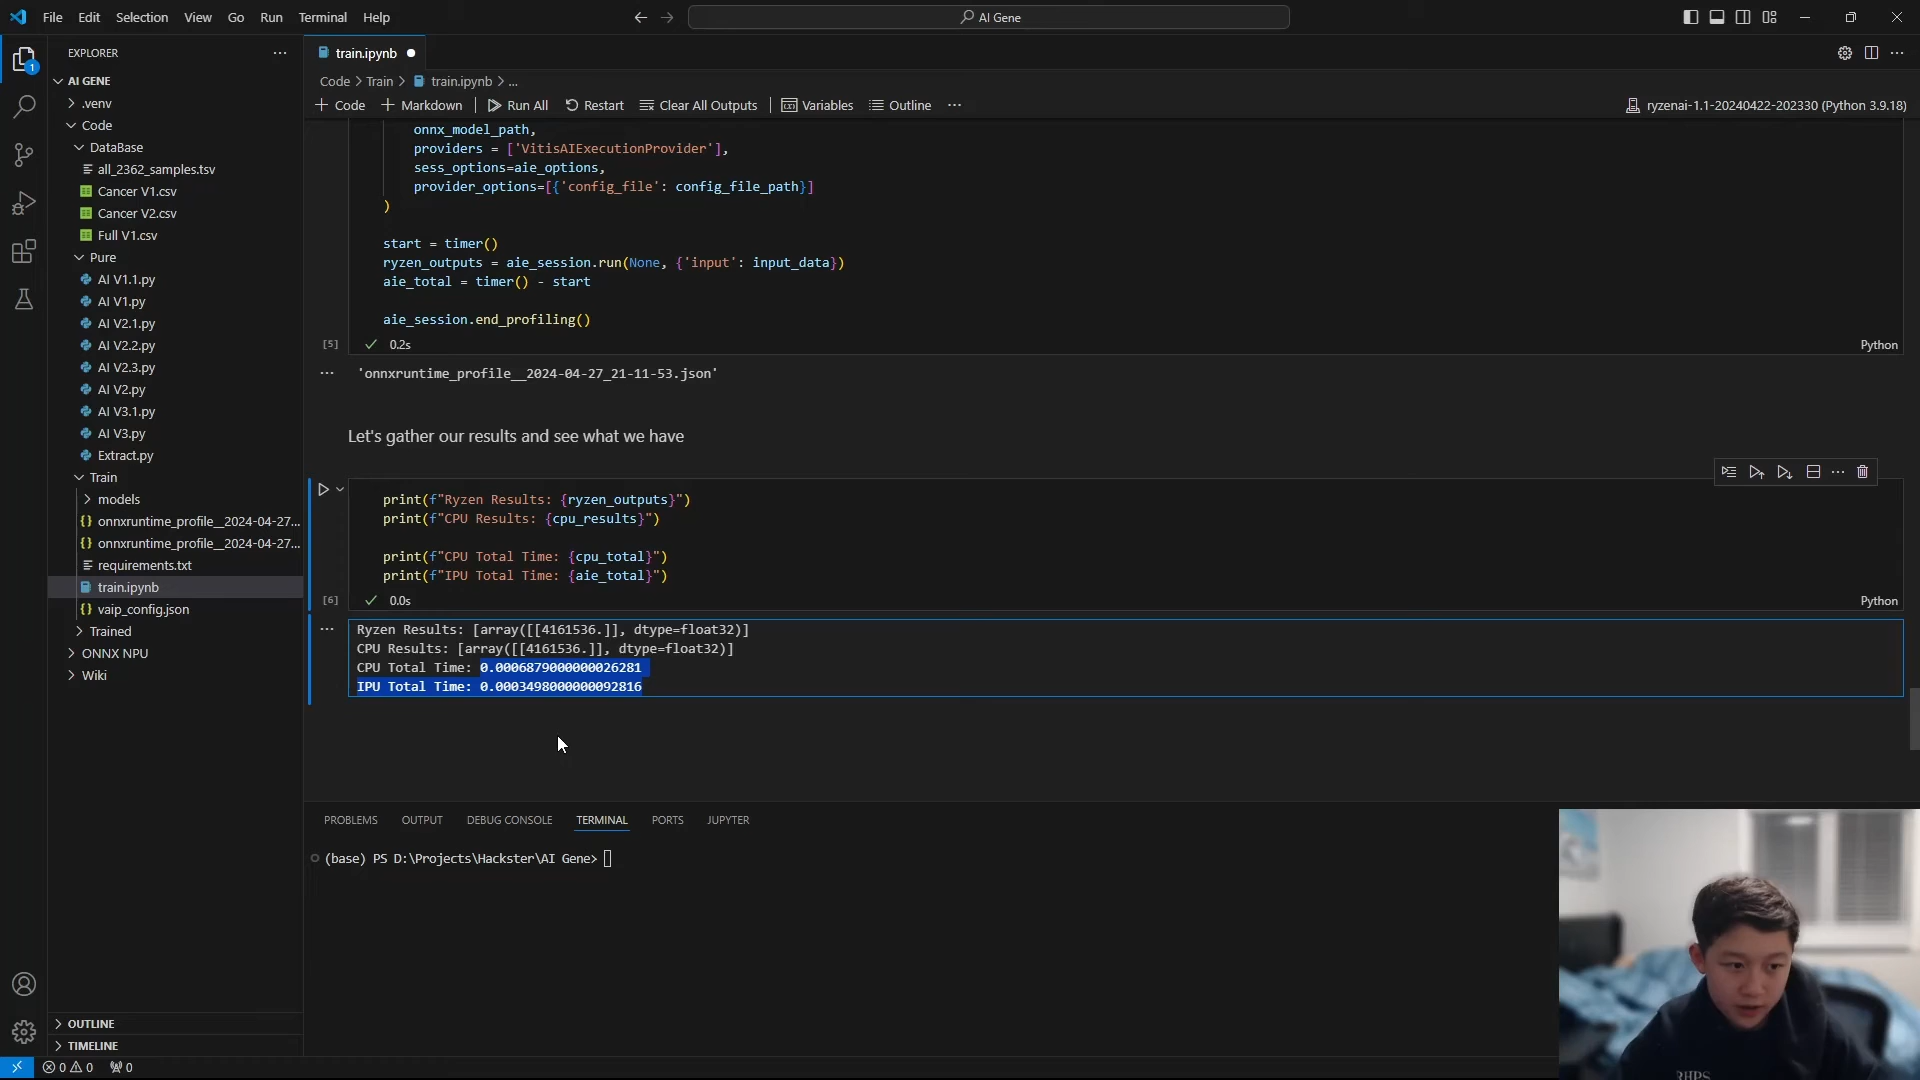 File Edit Selection View Go Run Terminal Help
AI Gene
EXPLORER
1
AI GENE
.venv
Code
DataBase
all_2362_samples.tsv
Cancer V1.csv
Cancer V2.csv
Full V1.csv
Pure
AI V1.1.py
AI V1.py
AI V2.1.py
AI V2.2.py
AI V2.3.py
AI V2.py
AI V3.1.py
AI V3.py
Extract.py
Train
models
onnxruntime_profile__2024-04-27...
onnxruntime_profile__2024-04-27...
requirements.txt
train.ipynb
vaip_config.json
Trained
ONNX NPU
Wiki
OUTLINE
TIMELINE
train.ipynb
Code > Train > train.ipynb > ...
+ Code + Markdown Run All Restart Clear All Outputs Variables Outline ...
ryzenai-1.1-20240422-202330 (Python 3.9.18)
onnx_model_path,
providers = ['VitisAIExecutionProvider'],
sess_options=aie_options,
provider_options=[{'config_file': config_file_path}]
)
start = timer()
ryzen_outputs = aie_session.run(None, {'input': input_data})
aie_total = timer() - start
aie_session.end_profiling()
[5] 0.2s Python
'onnxruntime_profile__2024-04-27_21-11-53.json'
Let's gather our results and see what we have
print(f"Ryzen Results: {ryzen_outputs}")
print(f"CPU Results: {cpu_results}")
print(f"CPU Total Time: {cpu_total}")
print(f"IPU Total Time: {aie_total}")
[6] 0.0s Python
Ryzen Results: [array([[4161536.]], dtype=float32)]
CPU Results: [array([[4161536.]], dtype=float32)]
CPU Total Time: 0.0006879000000026281
IPU Total Time: 0.0003498000000092816
PROBLEMS OUTPUT DEBUG CONSOLE TERMINAL PORTS JUPYTER
(base) PS D:\Projects\Hackster\AI Gene>
0 0 0
RHPS